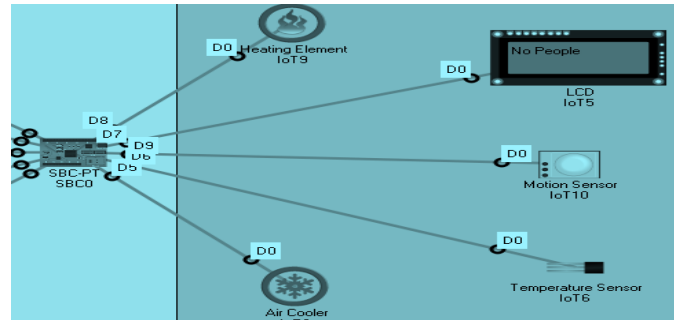 D0
Heating Element
IoT9
No People
D0
LCD
IoT5
D8
D7
D9
D6
D5
SBC-PT
SBC0
D0
Motion Sensor
IoT10
D0
D0
Temperature Sensor
IoT6
Air Cooler